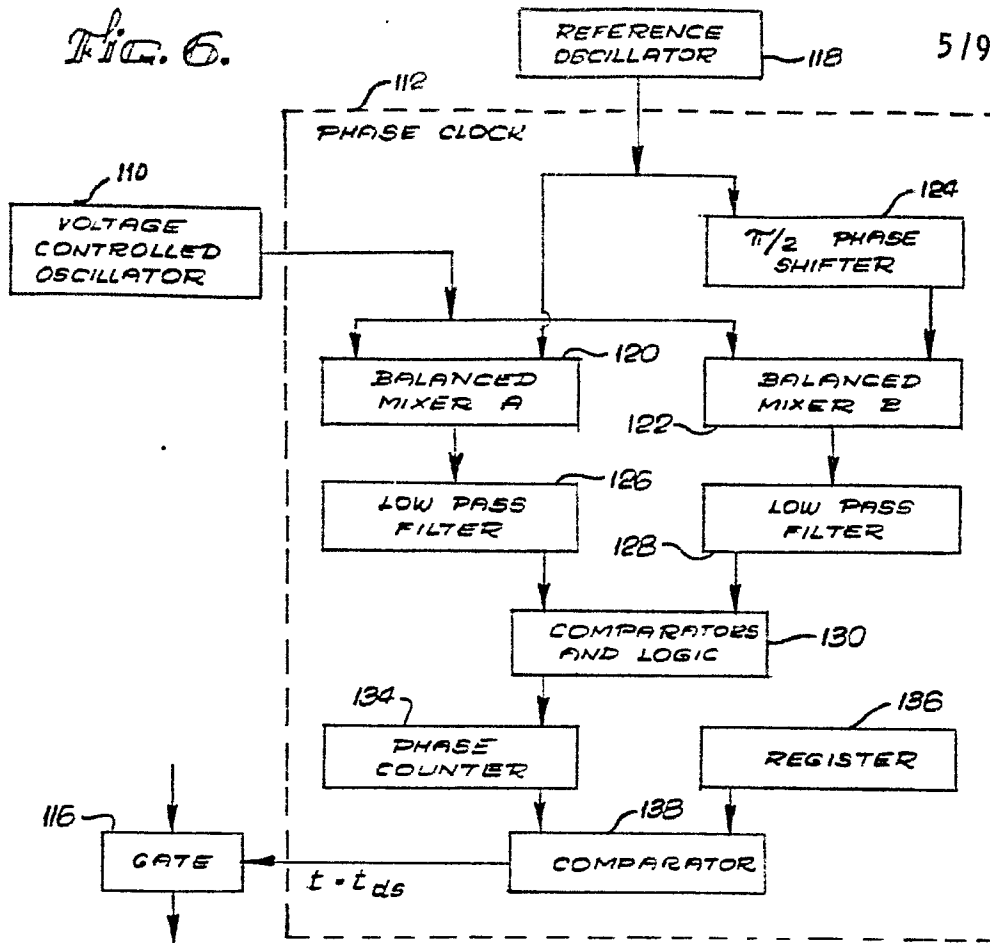 Fig. 6.
REFERENCE
OSCILLATOR
118
5/9
112
PHASE CLOCK
110
VOLTAGE
CONTROLLED
OSCILLATOR
124
π/2 PHASE
SHIFTER
120
BALANCED
MIXER A
BALANCED
MIXER B
122
126
LOW PASS
FILTER
LOW PASS
FILTER
128
COMPARATORS
AND LOGIC
130
134
136
PHASE
COUNTER
REGISTER
116
138
GATE
COMPARATOR
t = t ds